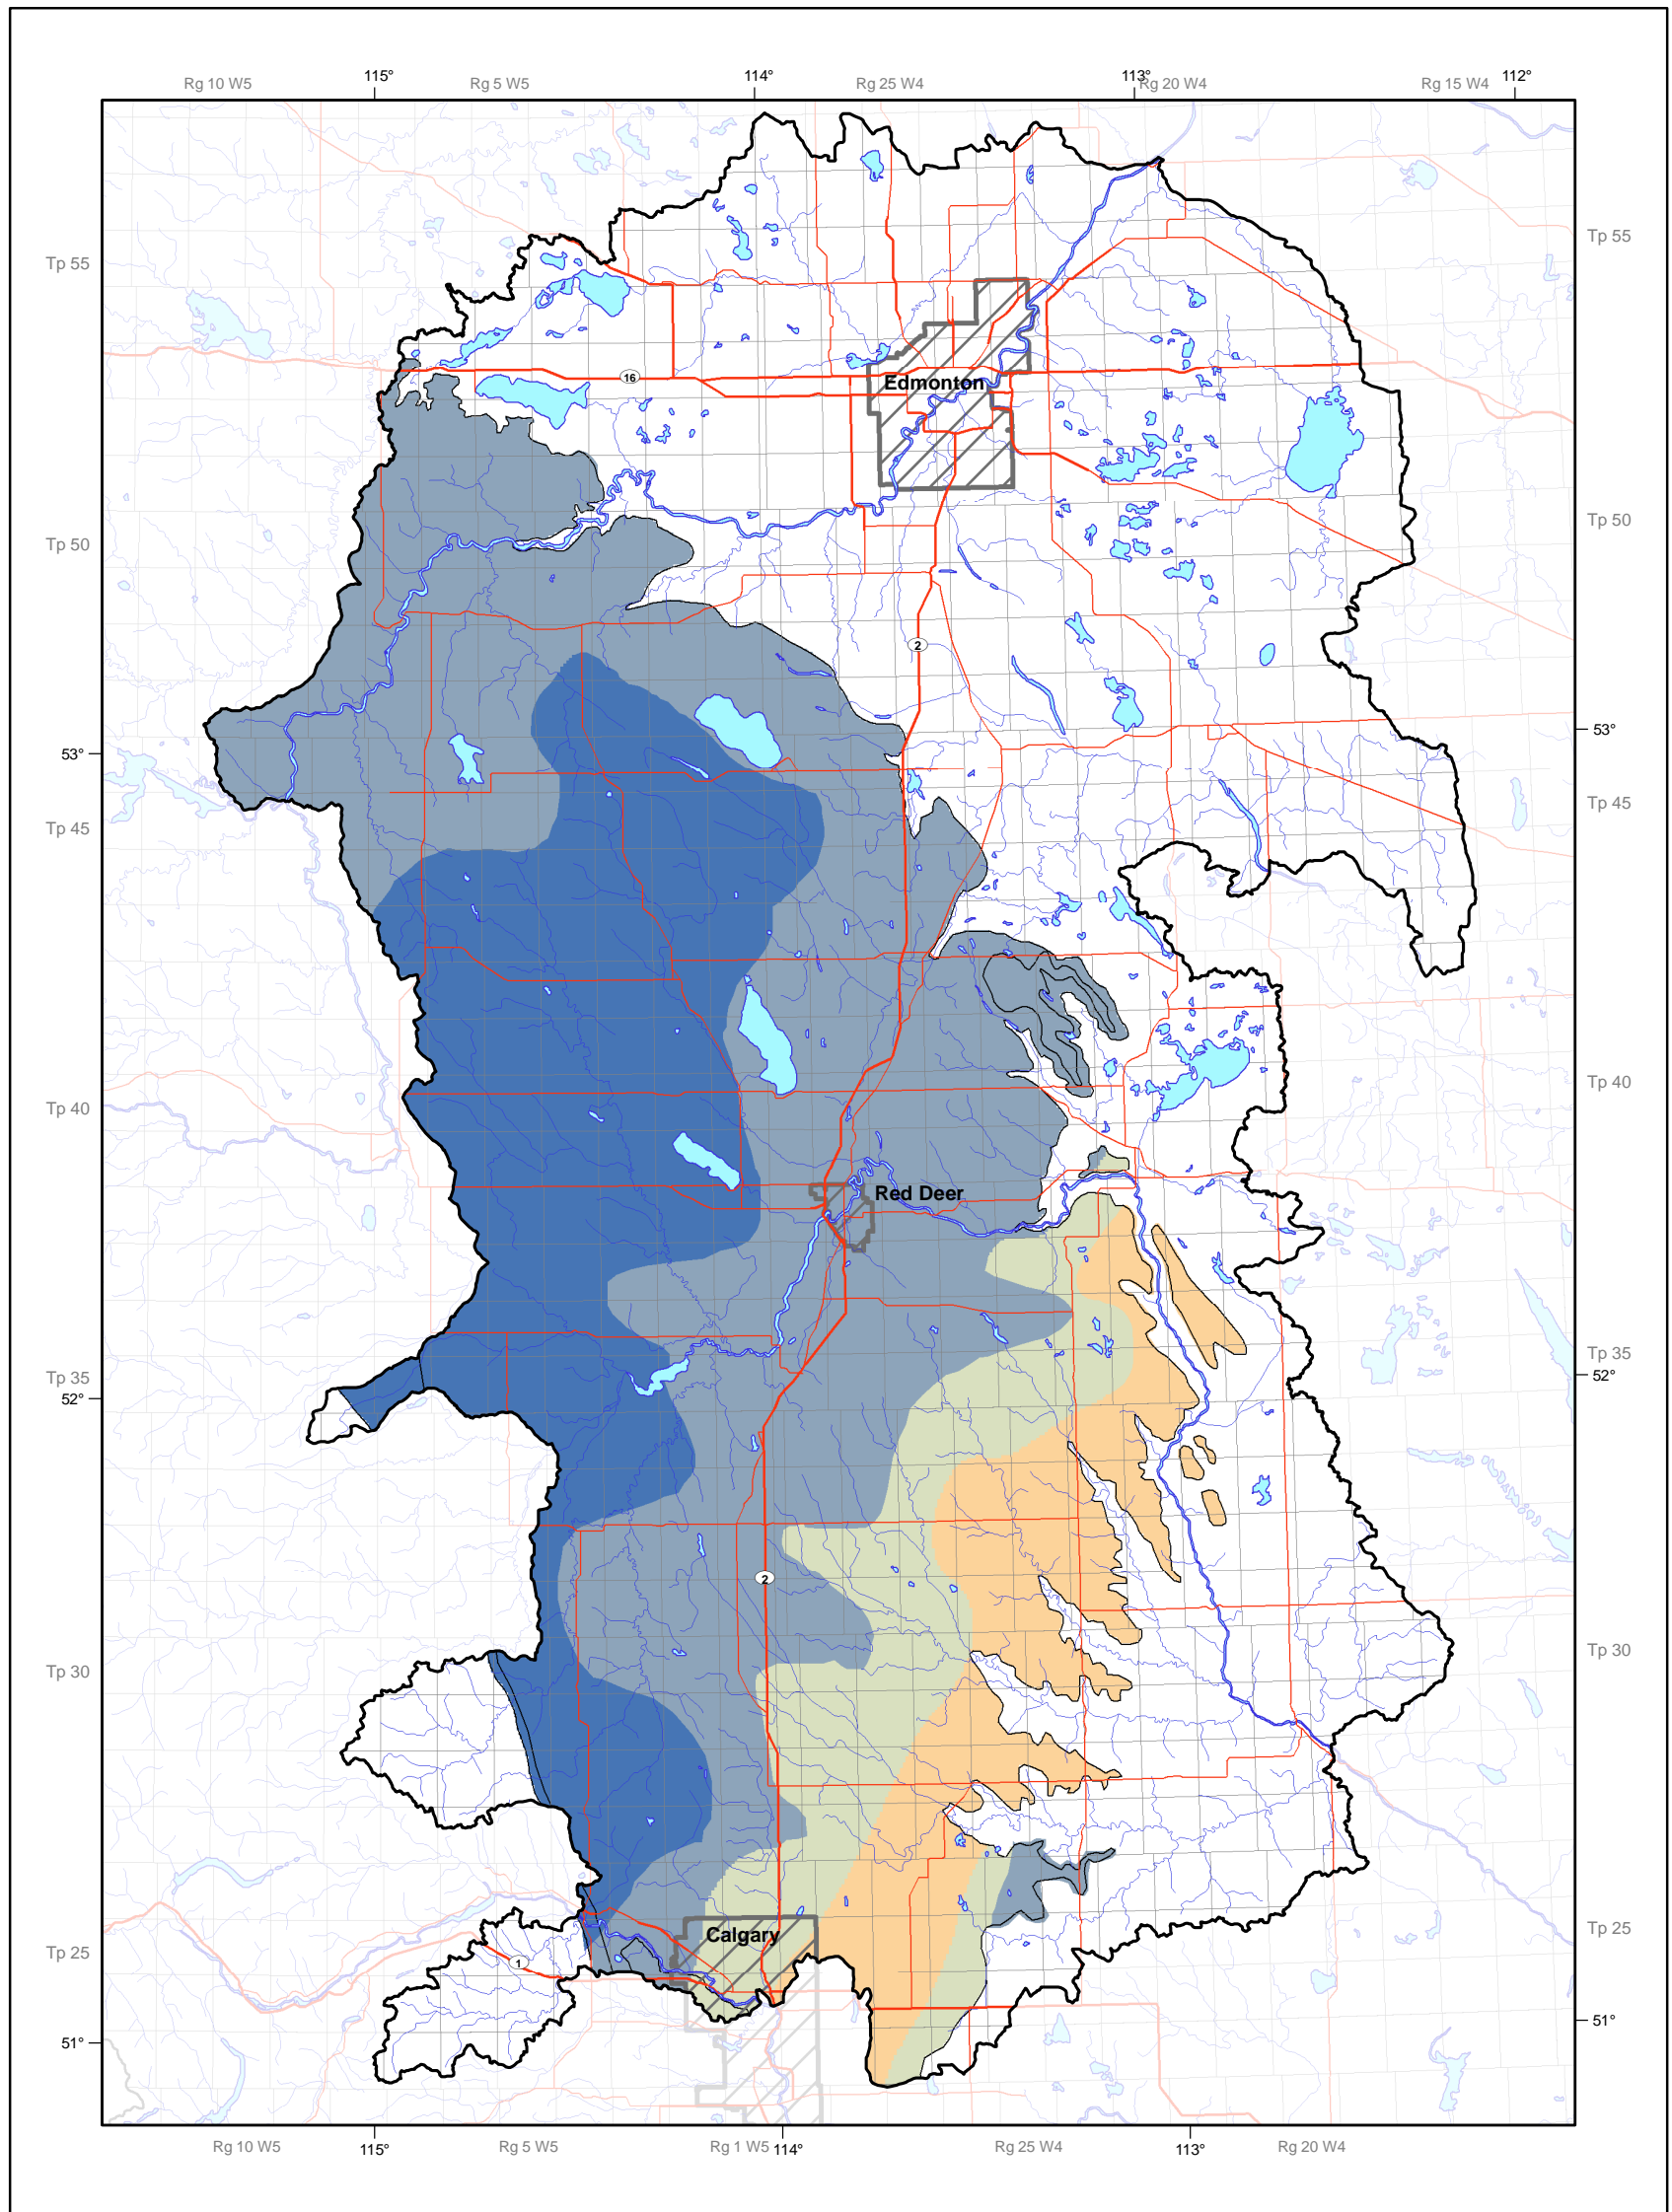 115° 114° 113° 112°
Rg 10 W5 Rg 5 W5 Rg 25 W4 Rg 20 W4 Rg 15 W4
Tp 55 Tp 55
16
Edmonton
Tp 50 Tp 50
2
53° 53°
Tp 45 Tp 45
Tp 40 Tp 40
Red Deer
Tp 35 Tp 35
52° 52°
2
Tp 30 Tp 30
Calgary
Tp 25 Tp 25
1
51° 51°
Rg 10 W5 Rg 5 W5 Rg 1 W5 Rg 25 W4 Rg 20 W4
115° 114° 113°